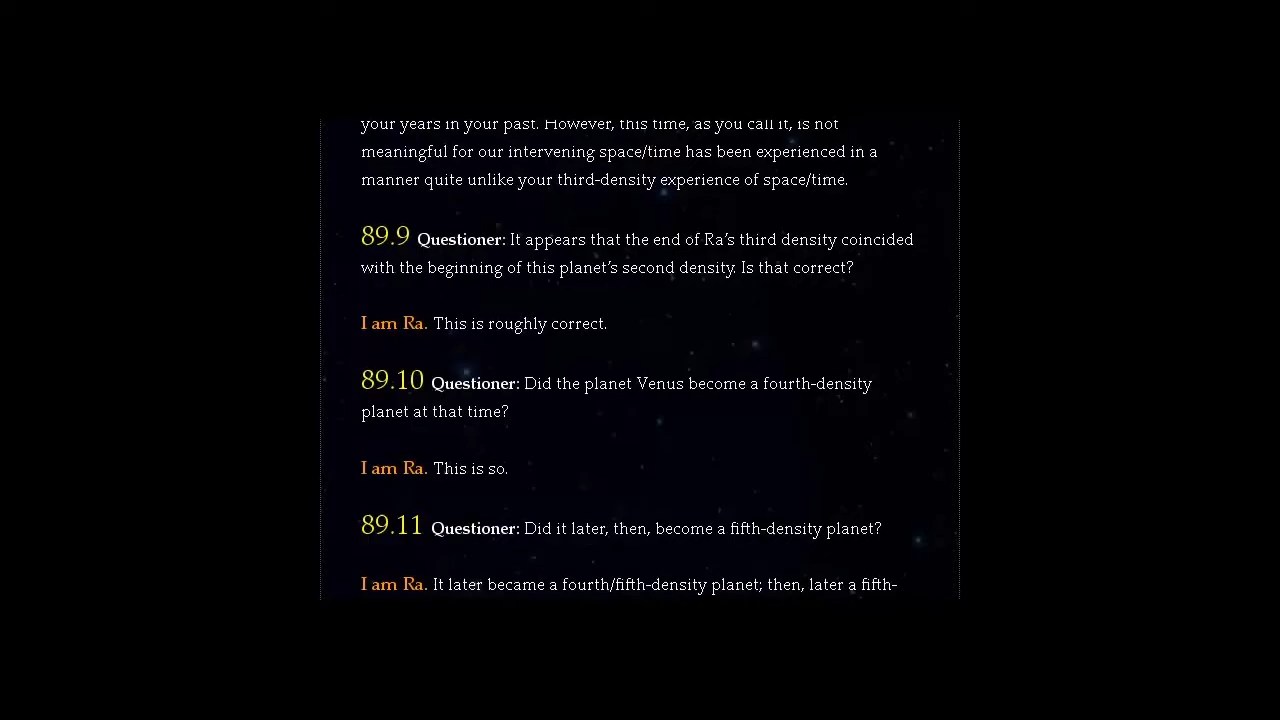 your years in your past. However, this time, as you call it, is not
meaningful for our intervening space/time has been experienced in a
manner quite unlike your third-density experience of space/time.
89.9 Questioner: It appears that the end of Ra's third density coincided
with the beginning of this planet's second density. Is that correct?
I am Ra. This is roughly correct.
89.10 Questioner: Did the planet Venus become a fourth-density
planet at that time?
I am Ra. This is so.
89.11 Questioner: Did it later, then, become a fifth-density planet?
I am Ra. It later became a fourth/fifth-density planet; then, later a fifth-